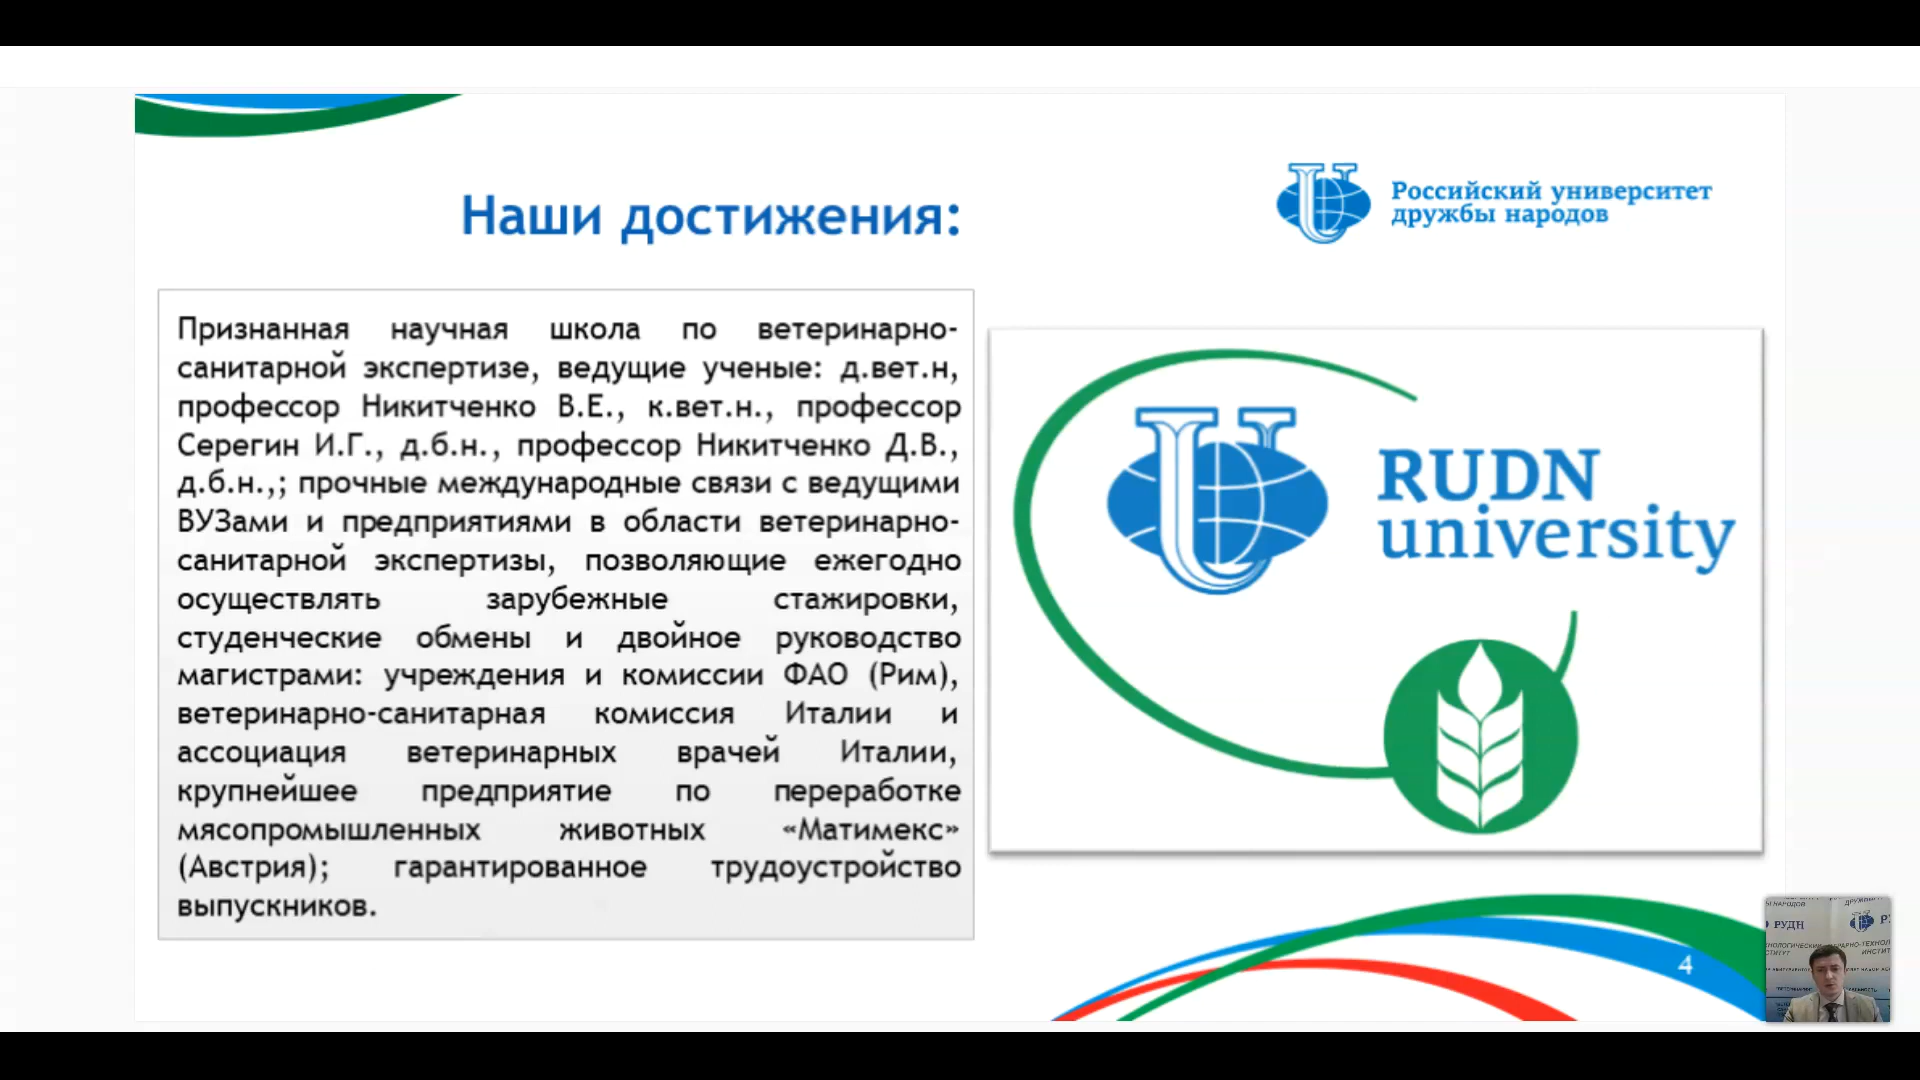 Наши достижения:
Российский университет
дружбы народов
Признанная научная школа по ветеринарно-
санитарной экспертизе, ведущие ученые: д.вет.н,
профессор Никитченко В.Е., к.вет.н., профессор
Серегин И.Г., д.б.н., профессор Никитченко Д.В.,
д.б.н.,; прочные международные связи с ведущими
ВУЗами и предприятиями в области ветеринарно-
санитарной экспертизы, позволяющие ежегодно
осуществлять зарубежные стажировки,
студенческие обмены и двойное руководство
магистрами: учреждения и комиссии ФАО (Рим),
ветеринарно-санитарная комиссия Италии и
ассоциация ветеринарных врачей Италии,
крупнейшее предприятие по переработке
мясопромышленных животных «Матимекс»
(Австрия); гарантированное трудоустройство
выпускников.
RUDN
university
4
РУДН